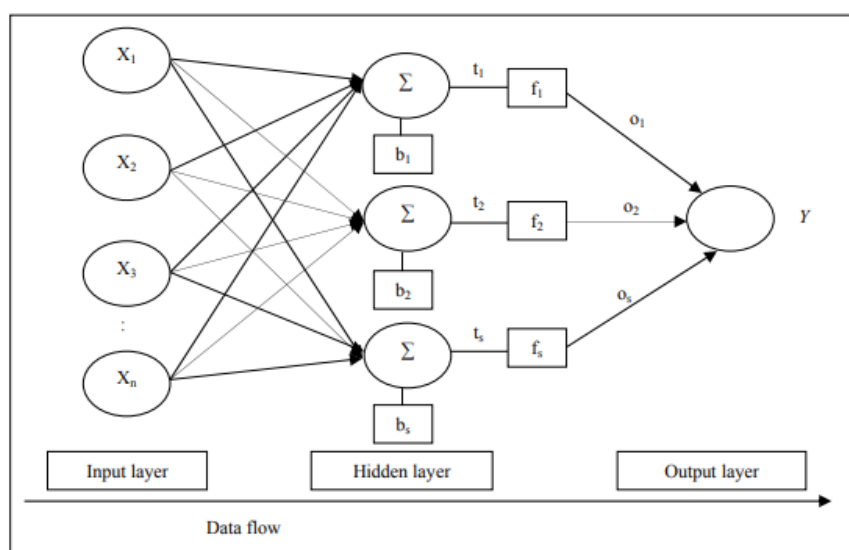 X₁
Σ
t₁
f₁
o₁
b₁
X₂
Σ
t₂
f₂
o₂
Y
b₂
X₃
:
oₛ
Xₙ
Σ
tₛ
fₛ
bₛ
Input layer
Hidden layer
Output layer
Data flow